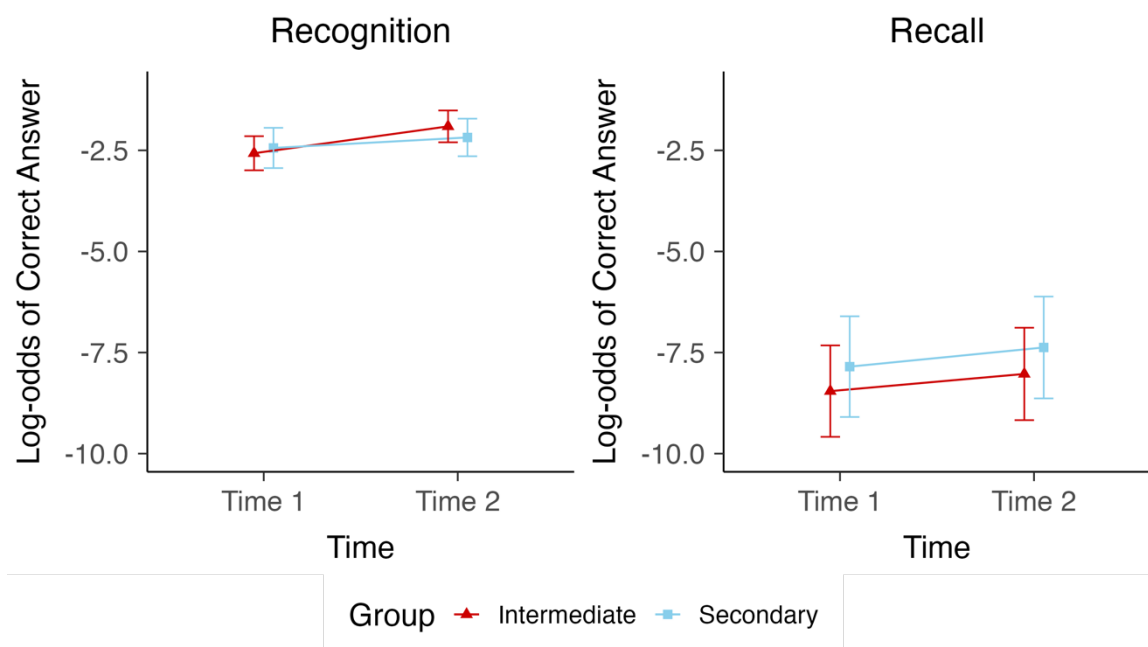 Recognition
Log-odds of Correct Answer
-2.5
-5.0
-7.5
-10.0
Time 1 Time 2
Time
Recall
Log-odds of Correct Answer
-2.5
-5.0
-7.5
-10.0
Time 1 Time 2
Time
Group Intermediate Secondary